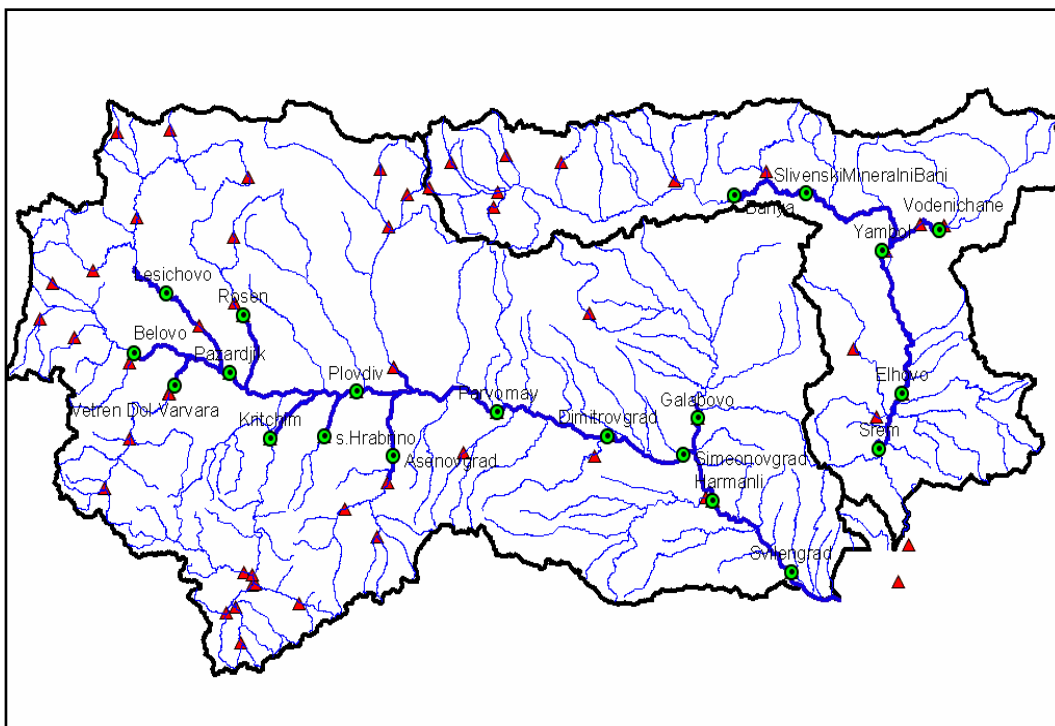 SlivenskiMineralniBani
Banya
Vodenichane
Yambol
Lesichovo
Rosen
Belovo
Pazardjik
Plovdiv
Elhovo
Vetren Dol-Varvara
Parvomay
Galabovo
Kritchim
s.Hrabrino
Dimitrovgrad
Srem
Asenovgrad
Simeonovgrad
Harmanli
Svilengrad